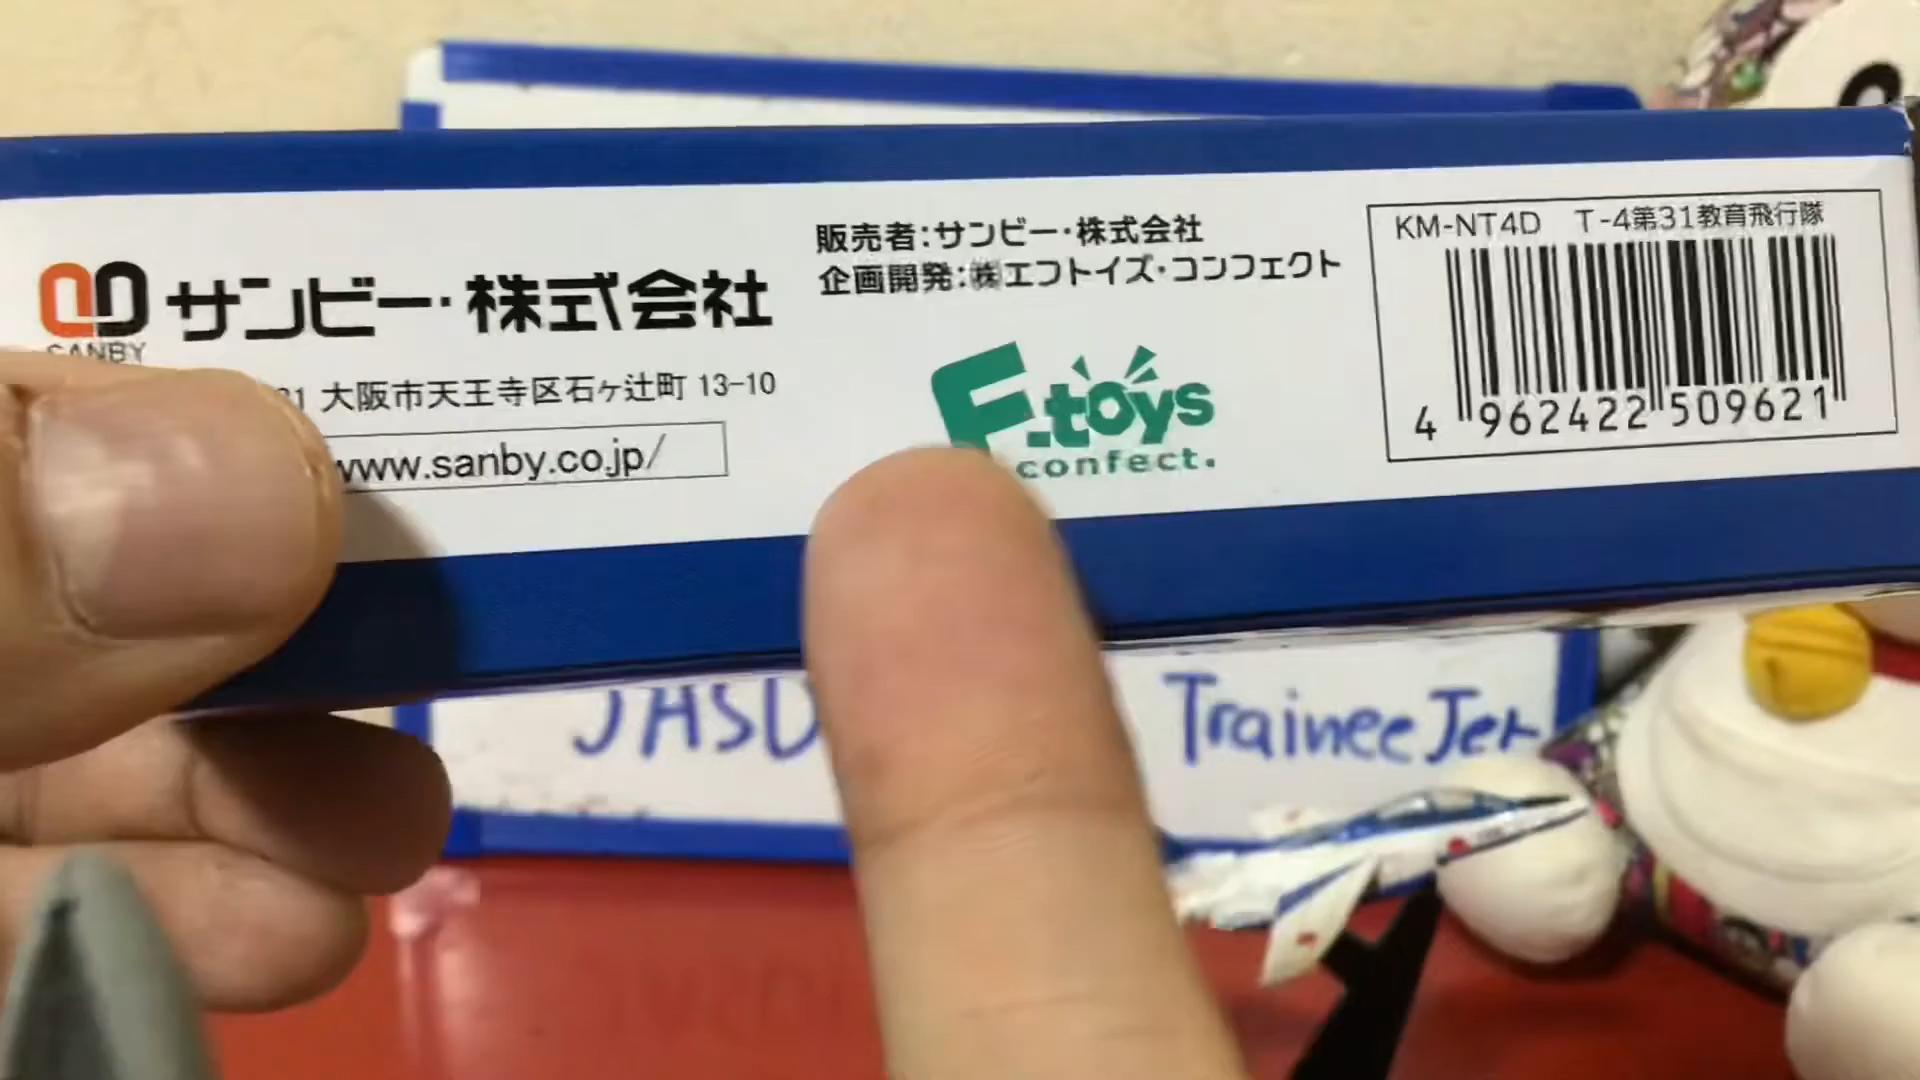 サンビー・株式会社
SANBY
大阪市天王寺区石ヶ辻町 13-10
www.sanby.co.jp/
販売者:サンビー・株式会社
企画開発:㈱エフトイズ・コンフェクト
F.toys
confect.
KM-NT4D T-4第31教育飛行隊
4 962422 509621
JASD
Trainee Jet